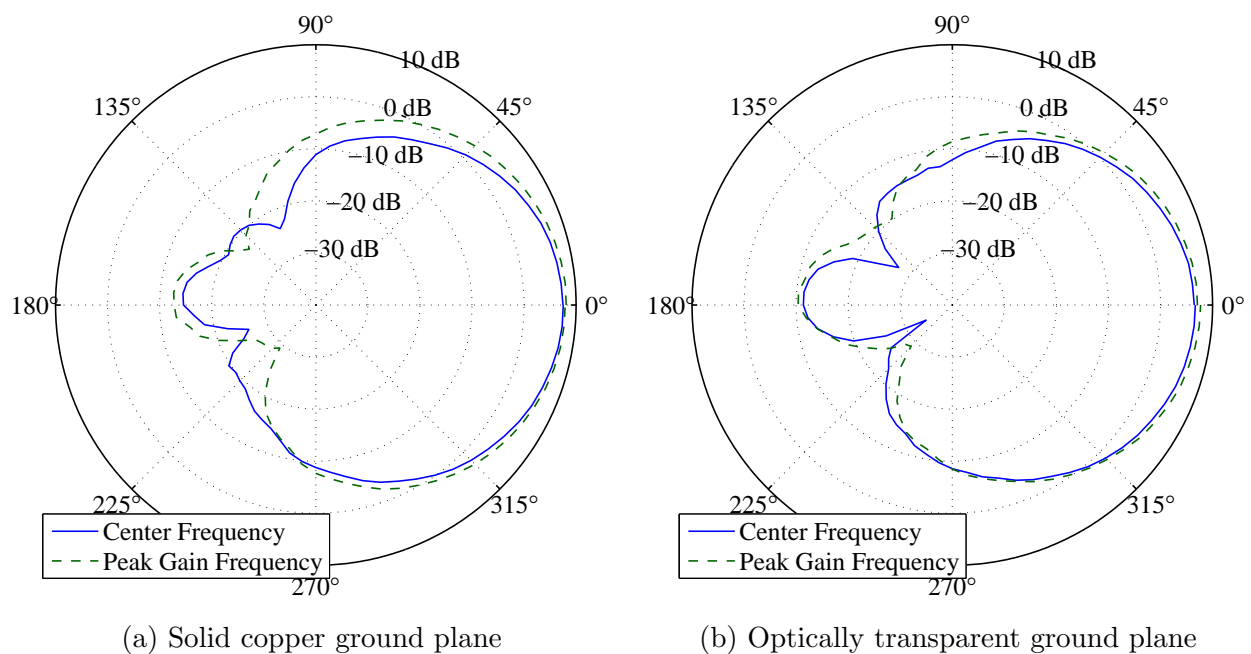 90°
10 dB
135°
45°
0 dB
−10 dB
−20 dB
−30 dB
180°
0°
225°
315°
Center Frequency
Peak Gain Frequency
270°
(a) Solid copper ground plane
90°
10 dB
135°
45°
0 dB
−10 dB
−20 dB
−30 dB
180°
0°
225°
315°
Center Frequency
Peak Gain Frequency
270°
(b) Optically transparent ground plane